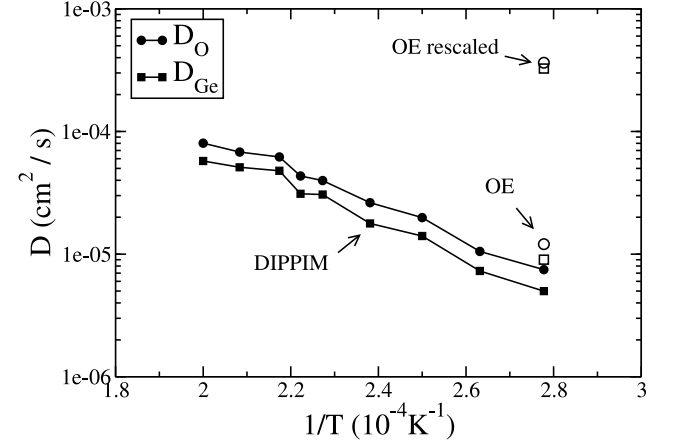 1e-03
1e-04
1e-05
1e-06
D (cm² / s)
D_O
D_Ge
OE rescaled
OE
DIPPIM
1.8 2 2.2 2.4 2.6 2.8 3
1/T (10⁻⁴K⁻¹)